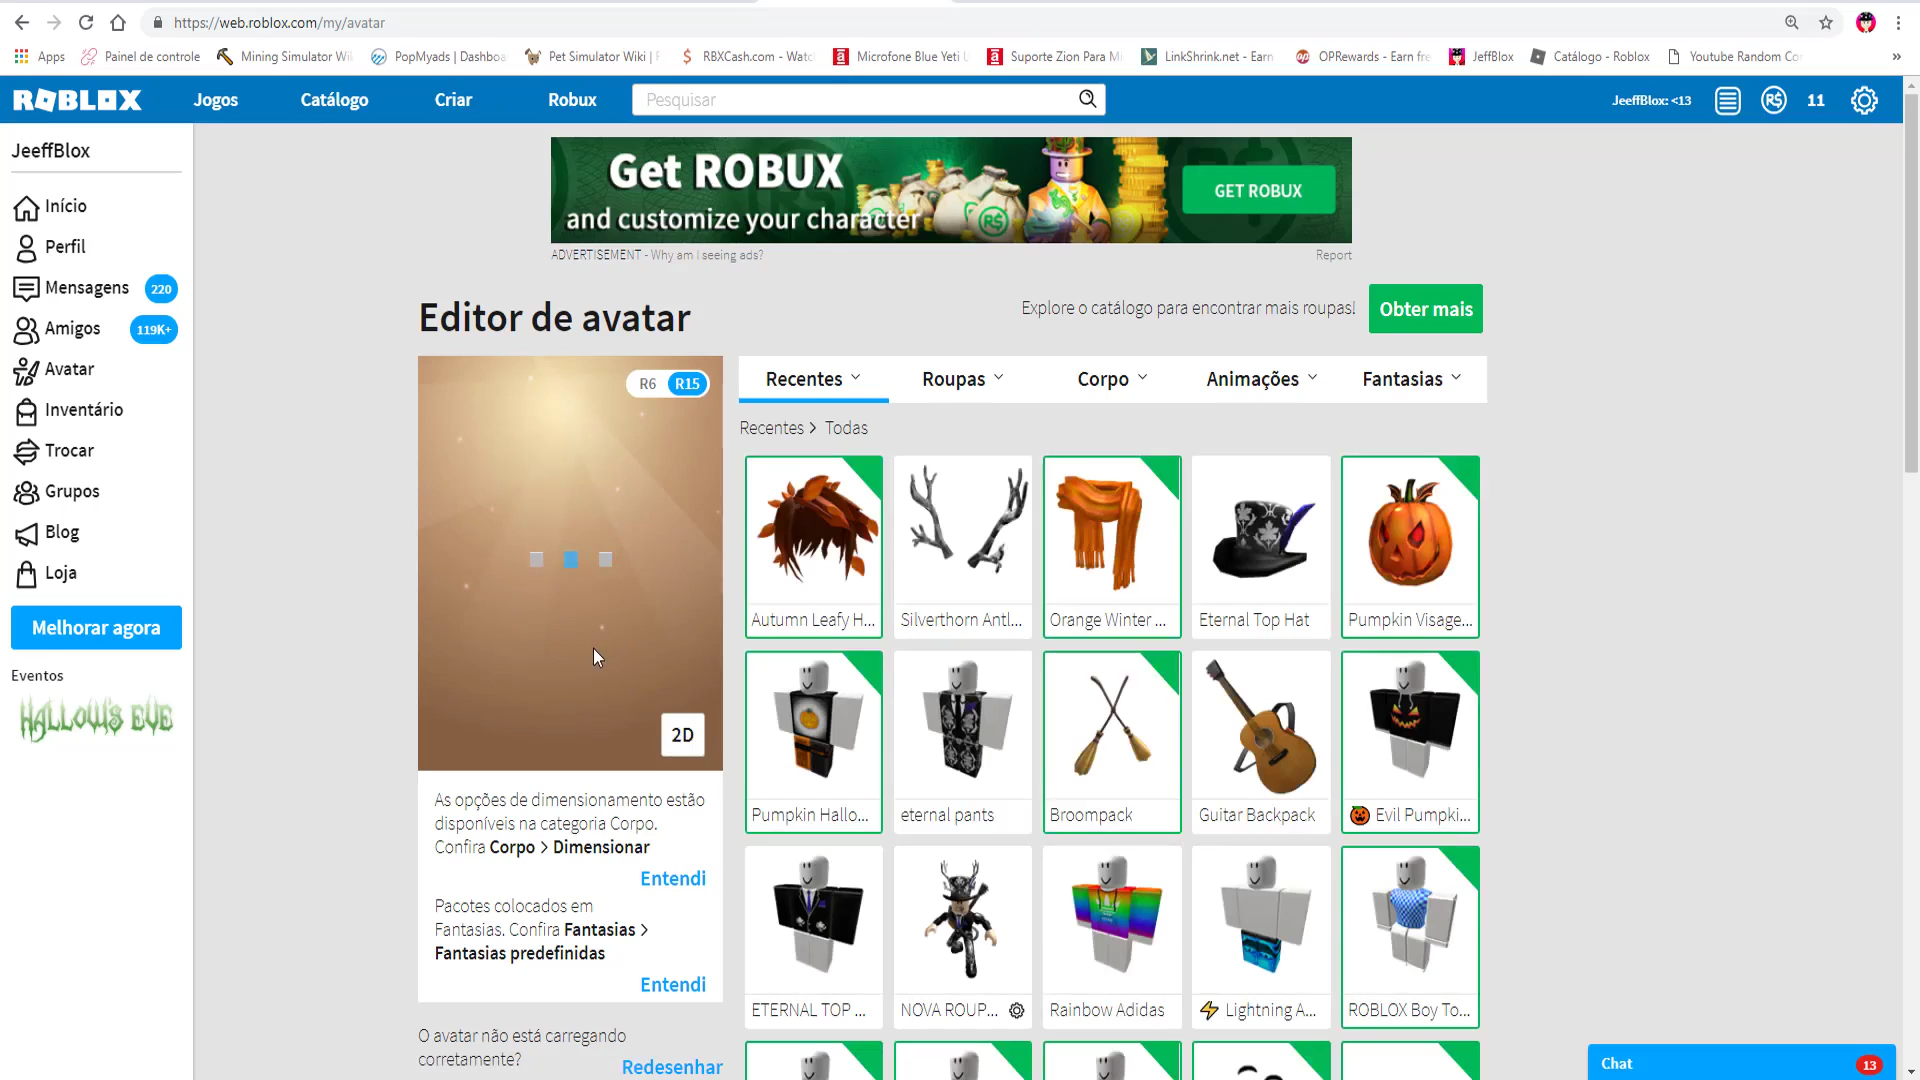 https://web.roblox.com/my/avatar
Apps
Painel de controle
Mining Simulator Wi
PopMyads | Dashboa
Pet Simulator Wiki |
RBXCash.com - Watc
Microfone Blue Yeti
Suporte Zion Para Mi
LinkShrink.net - Earn
OPRewards - Earn fre
JeffBlox
Catálogo - Roblox
Youtube Random Co
»
ROBLOX
Jogos
Catálogo
Criar
Robux
Pesquisar
JeeffBlox: <13
R$
11
JeeffBlox
Início
Perfil
Mensagens 220
Amigos 119K+
Avatar
Inventário
Trocar
Grupos
Blog
Loja
Melhorar agora
Eventos
HALLOW'S EVE
Get ROBUX
and customize your character
R$
GET ROBUX
ADVERTISEMENT - Why am I seeing ads?
Report
Editor de avatar
Explore o catálogo para encontrar mais roupas!
Obter mais
R6 R15
2D
As opções de dimensionamento estão
disponíveis na categoria Corpo.
Confira Corpo > Dimensionar
Entendi
Pacotes colocados em
Fantasias. Confira Fantasias >
Fantasias predefinidas
Entendi
O avatar não está carregando
corretamente?
Redesenhar
Recentes
Roupas
Corpo
Animações
Fantasias
Recentes > Todas
Autumn Leafy H...
Silverthorn Antl...
Orange Winter ...
Eternal Top Hat
Pumpkin Visage...
Pumpkin Hallo...
eternal pants
Broompack
Guitar Backpack
🎃 Evil Pumpki...
ETERNAL TOP ...
NOVA ROUP...
Rainbow Adidas
⚡ Lightning A...
ROBLOX Boy To...
Chat
13